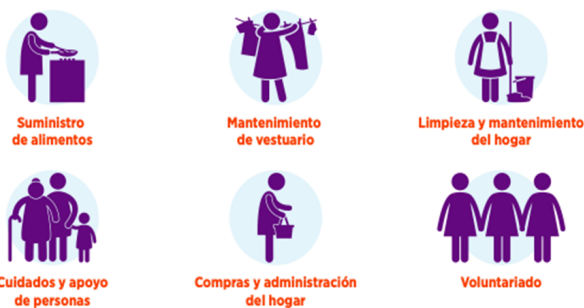 Suministro
de alimentos
Mantenimiento
de vestuario
Limpieza y mantenimiento
del hogar
Cuidados y apoyo
de personas
Compras y administración
del hogar
Voluntariado